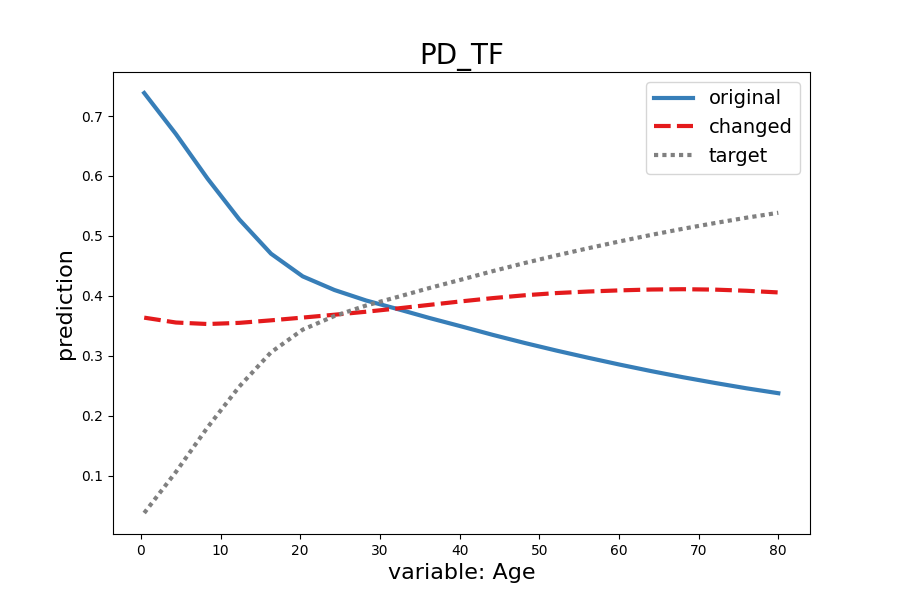 PD_TF
original
changed
target
prediction
0.7
0.6
0.5
0.4
0.3
0.2
0.1
0 10 20 30 40 50 60 70 80
variable: Age